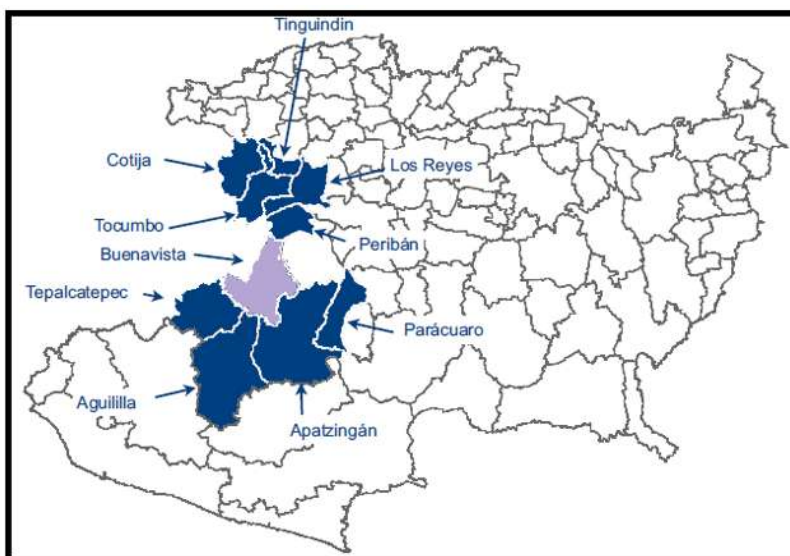 Tinguindin
Cotija
Los Reyes
Tocumbo
Peribán
Buenavista
Tepalcatepec
Parácuaro
Aguililla
Apatzingán